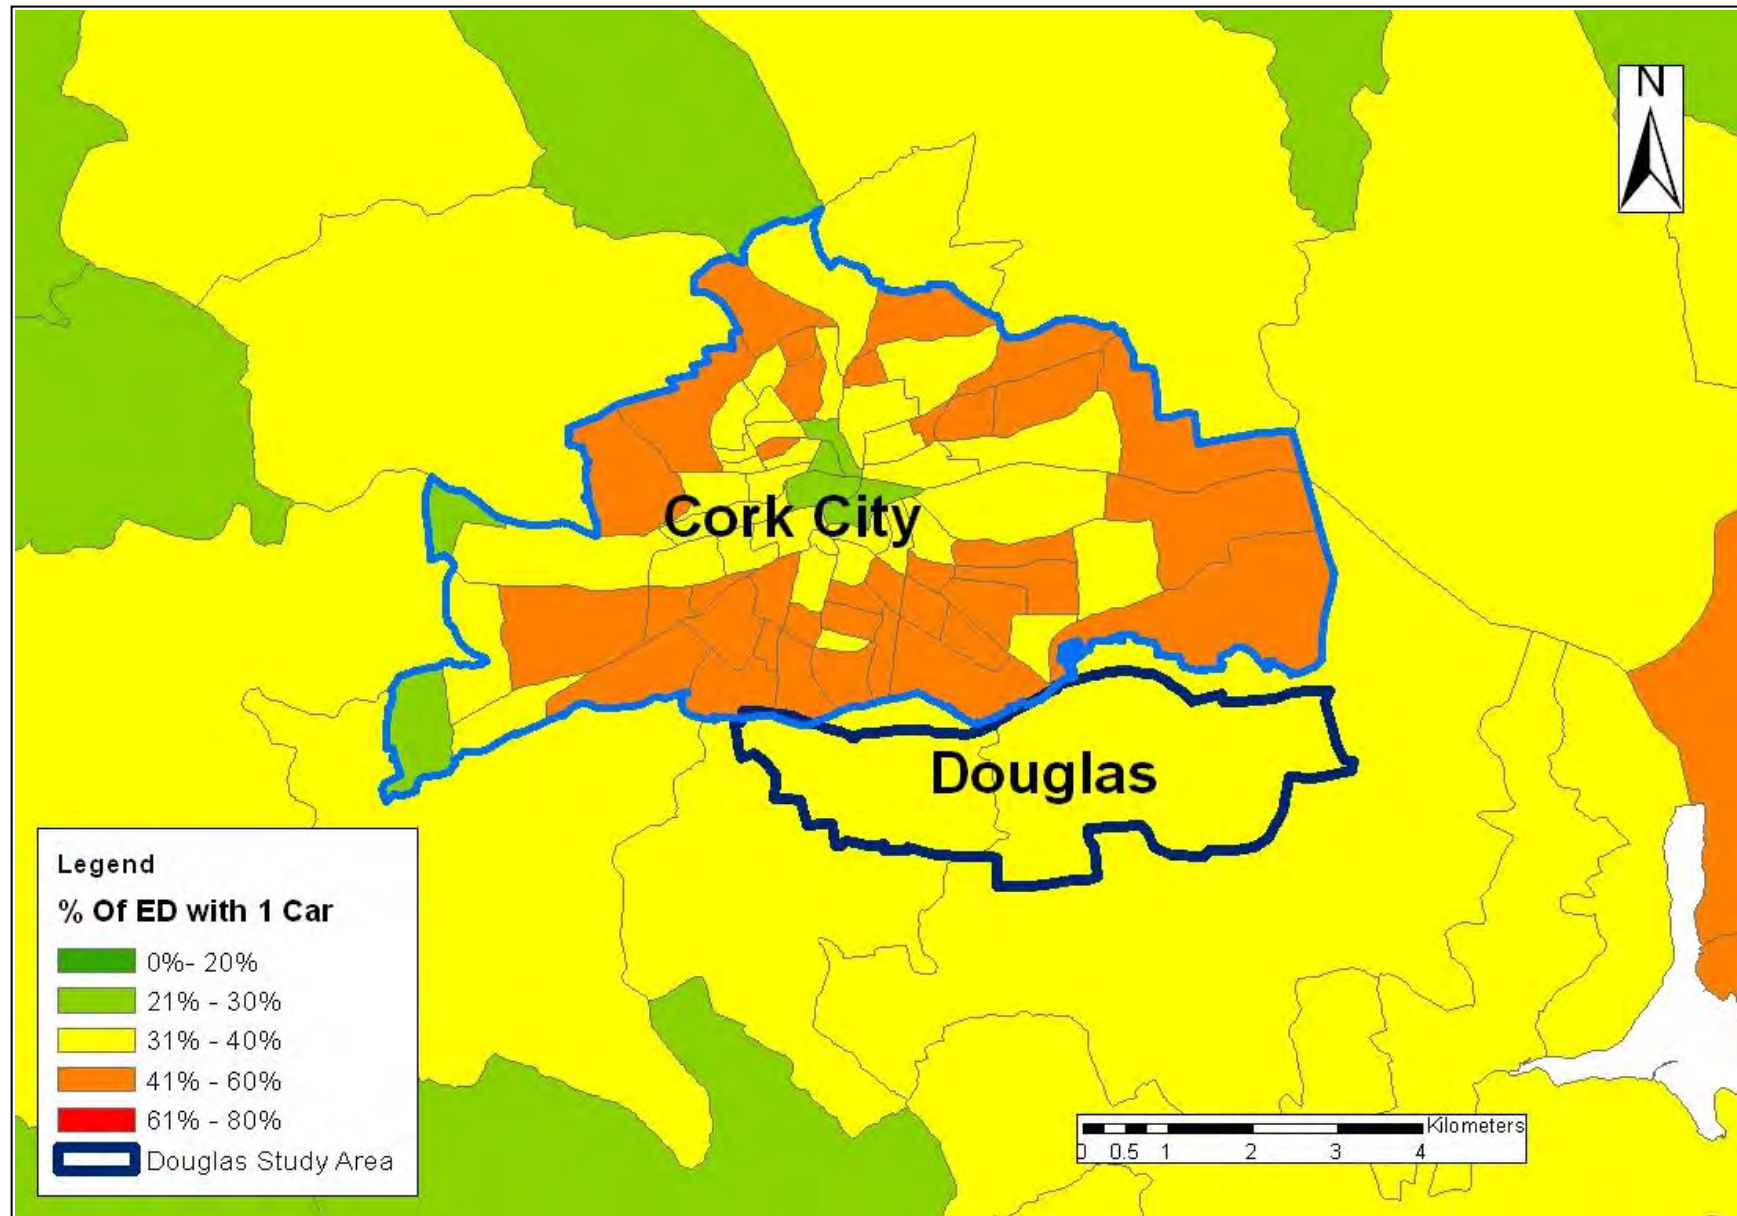 N
Cork City
Douglas
Legend
% Of ED with 1 Car
0%- 20%
21% - 30%
31% - 40%
41% - 60%
61% - 80%
Douglas Study Area
Kilometers
0 0.5 1 2 3 4